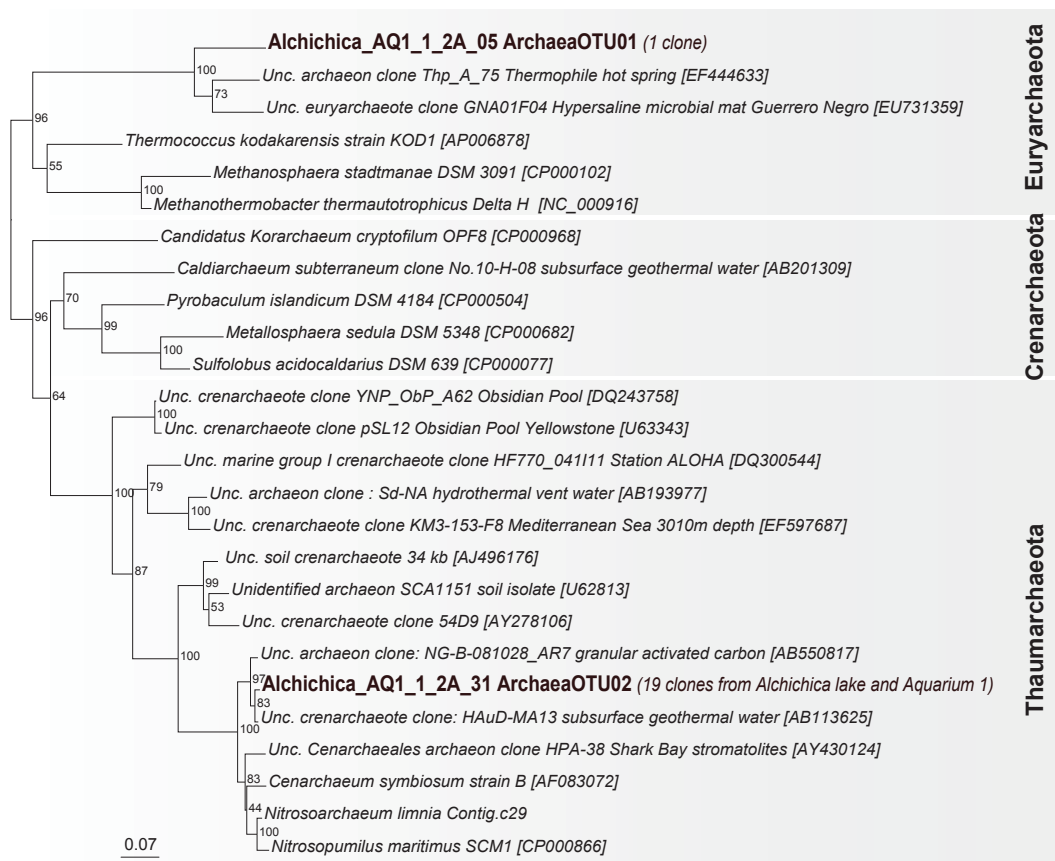 Alchichica_AQ1_1_2A_05 ArchaeaOTU01 (1 clone)
100
Unc. archaeon clone Thp_A_75 Thermophile hot spring [EF444633]
73
Unc. euryarchaeote clone GNA01F04 Hypersaline microbial mat Guerrero Negro [EU731359]
96
Thermococcus kodakarensis strain KOD1 [AP006878]
55
Methanosphaera stadtmanae DSM 3091 [CP000102]
100
Methanothermobacter thermautotrophicus Delta H [NC_000916]
Euryarchaeota
Candidatus Korarchaeum cryptofilum OPF8 [CP000968]
Caldiarchaeum subterraneum clone No.10-H-08 subsurface geothermal water [AB201309]
70
Pyrobaculum islandicum DSM 4184 [CP000504]
96
99
Metallosphaera sedula DSM 5348 [CP000682]
100
Sulfolobus acidocaldarius DSM 639 [CP000077]
Crenarchaeota
64
Unc. crenarchaeote clone YNP_ObP_A62 Obsidian Pool [DQ243758]
100
Unc. crenarchaeote clone pSL12 Obsidian Pool Yellowstone [U63343]
Unc. marine group I crenarchaeote clone HF770_041I11 Station ALOHA [DQ300544]
100
79
Unc. archaeon clone : Sd-NA hydrothermal vent water [AB193977]
100
Unc. crenarchaeote clone KM3-153-F8 Mediterranean Sea 3010m depth [EF597687]
Unc. soil crenarchaeote 34 kb [AJ496176]
87
99
Unidentified archaeon SCA1151 soil isolate [U62813]
53
Unc. crenarchaeote clone 54D9 [AY278106]
100
Unc. archaeon clone: NG-B-081028_AR7 granular activated carbon [AB550817]
97
Alchichica_AQ1_1_2A_31 ArchaeaOTU02 (19 clones from Alchichica lake and Aquarium 1)
83
Unc. crenarchaeote clone: HAuD-MA13 subsurface geothermal water [AB113625]
100
Unc. Cenarchaeales archaeon clone HPA-38 Shark Bay stromatolites [AY430124]
83
Cenarchaeum symbiosum strain B [AF083072]
44
Nitrosoarchaeum limnia Contig.c29
100
Nitrosopumilus maritimus SCM1 [CP000866]
Thaumarchaeota
0.07